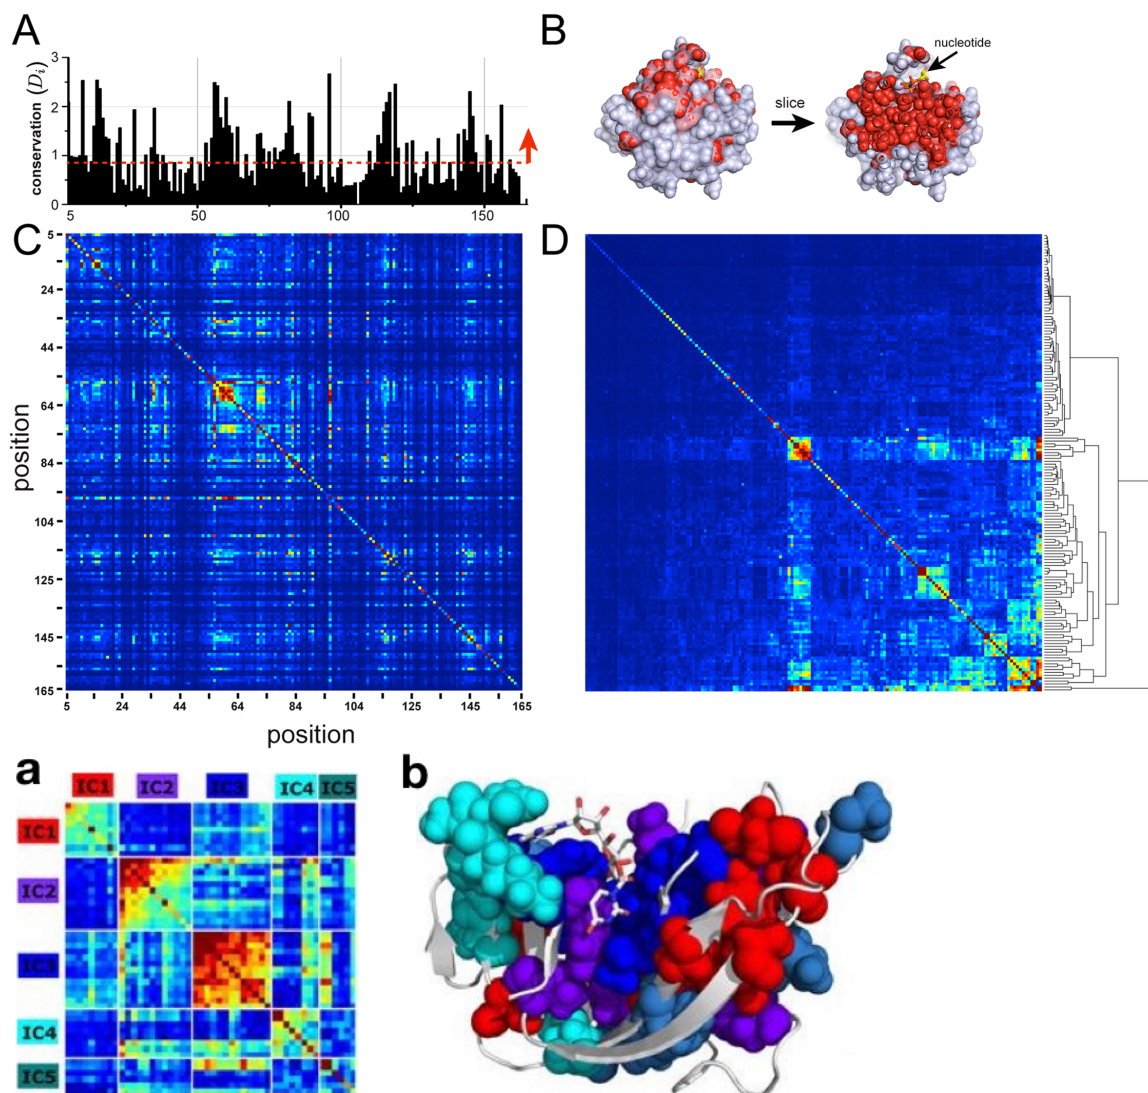 A
conservation (Di)
3
2
1
0
5
50
100
150
B
nucleotide
slice
C
position
5
24
44
64
84
104
125
145
165
5
24
44
64
84
104
125
145
165
position
D
a
IC1
IC2
IC3
IC4
IC5
IC1
IC2
IC3
IC4
IC5
b